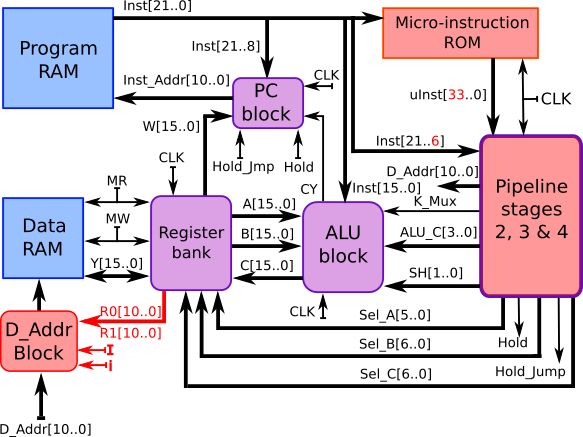 Inst[21..0]
Program
RAM
Micro-instruction
ROM
Inst[21..8]
Inst_Addr[10..0]
CLK
uInst[33..0]
CLK
PC
block
W[15..0]
Inst[21..6]
CLK
Hold_Jmp
Hold
D_Addr[10..0]
MR
CY
Inst[15..0]
K_Mux
Pipeline
stages
2, 3 & 4
A[15..0]
MW
Data
RAM
Register
bank
B[15..0]
ALU
block
ALU_C[3..0]
Y[15..0]
C[15..0]
SH[1..0]
R0[10..0]
CLK
Sel_A[5..0]
R1[10..0]
D_Addr
Block
I
I
Sel_B[6..0]
Hold
Sel_C[6..0]
Hold_Jump
D_Addr[10..0]